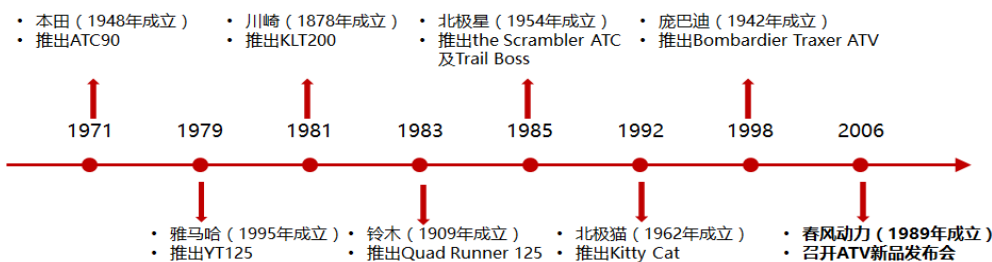 • 本田（1948年成立）
• 推出ATC90
• 川崎（1878年成立）
• 推出KLT200
• 北极星（1954年成立）
• 推出the Scrambler ATC
及Trail Boss
• 庞巴迪（1942年成立）
• 推出Bombardier Traxer ATV
1971 1979 1981 1983 1985 1992 1998 2006
• 雅马哈（1995年成立）
• 推出YT125
• 铃木（1909年成立）
• 推出Quad Runner 125
• 北极猫（1962年成立）
• 推出Kitty Cat
• 春风动力（1989年成立）
• 召开ATV新品发布会